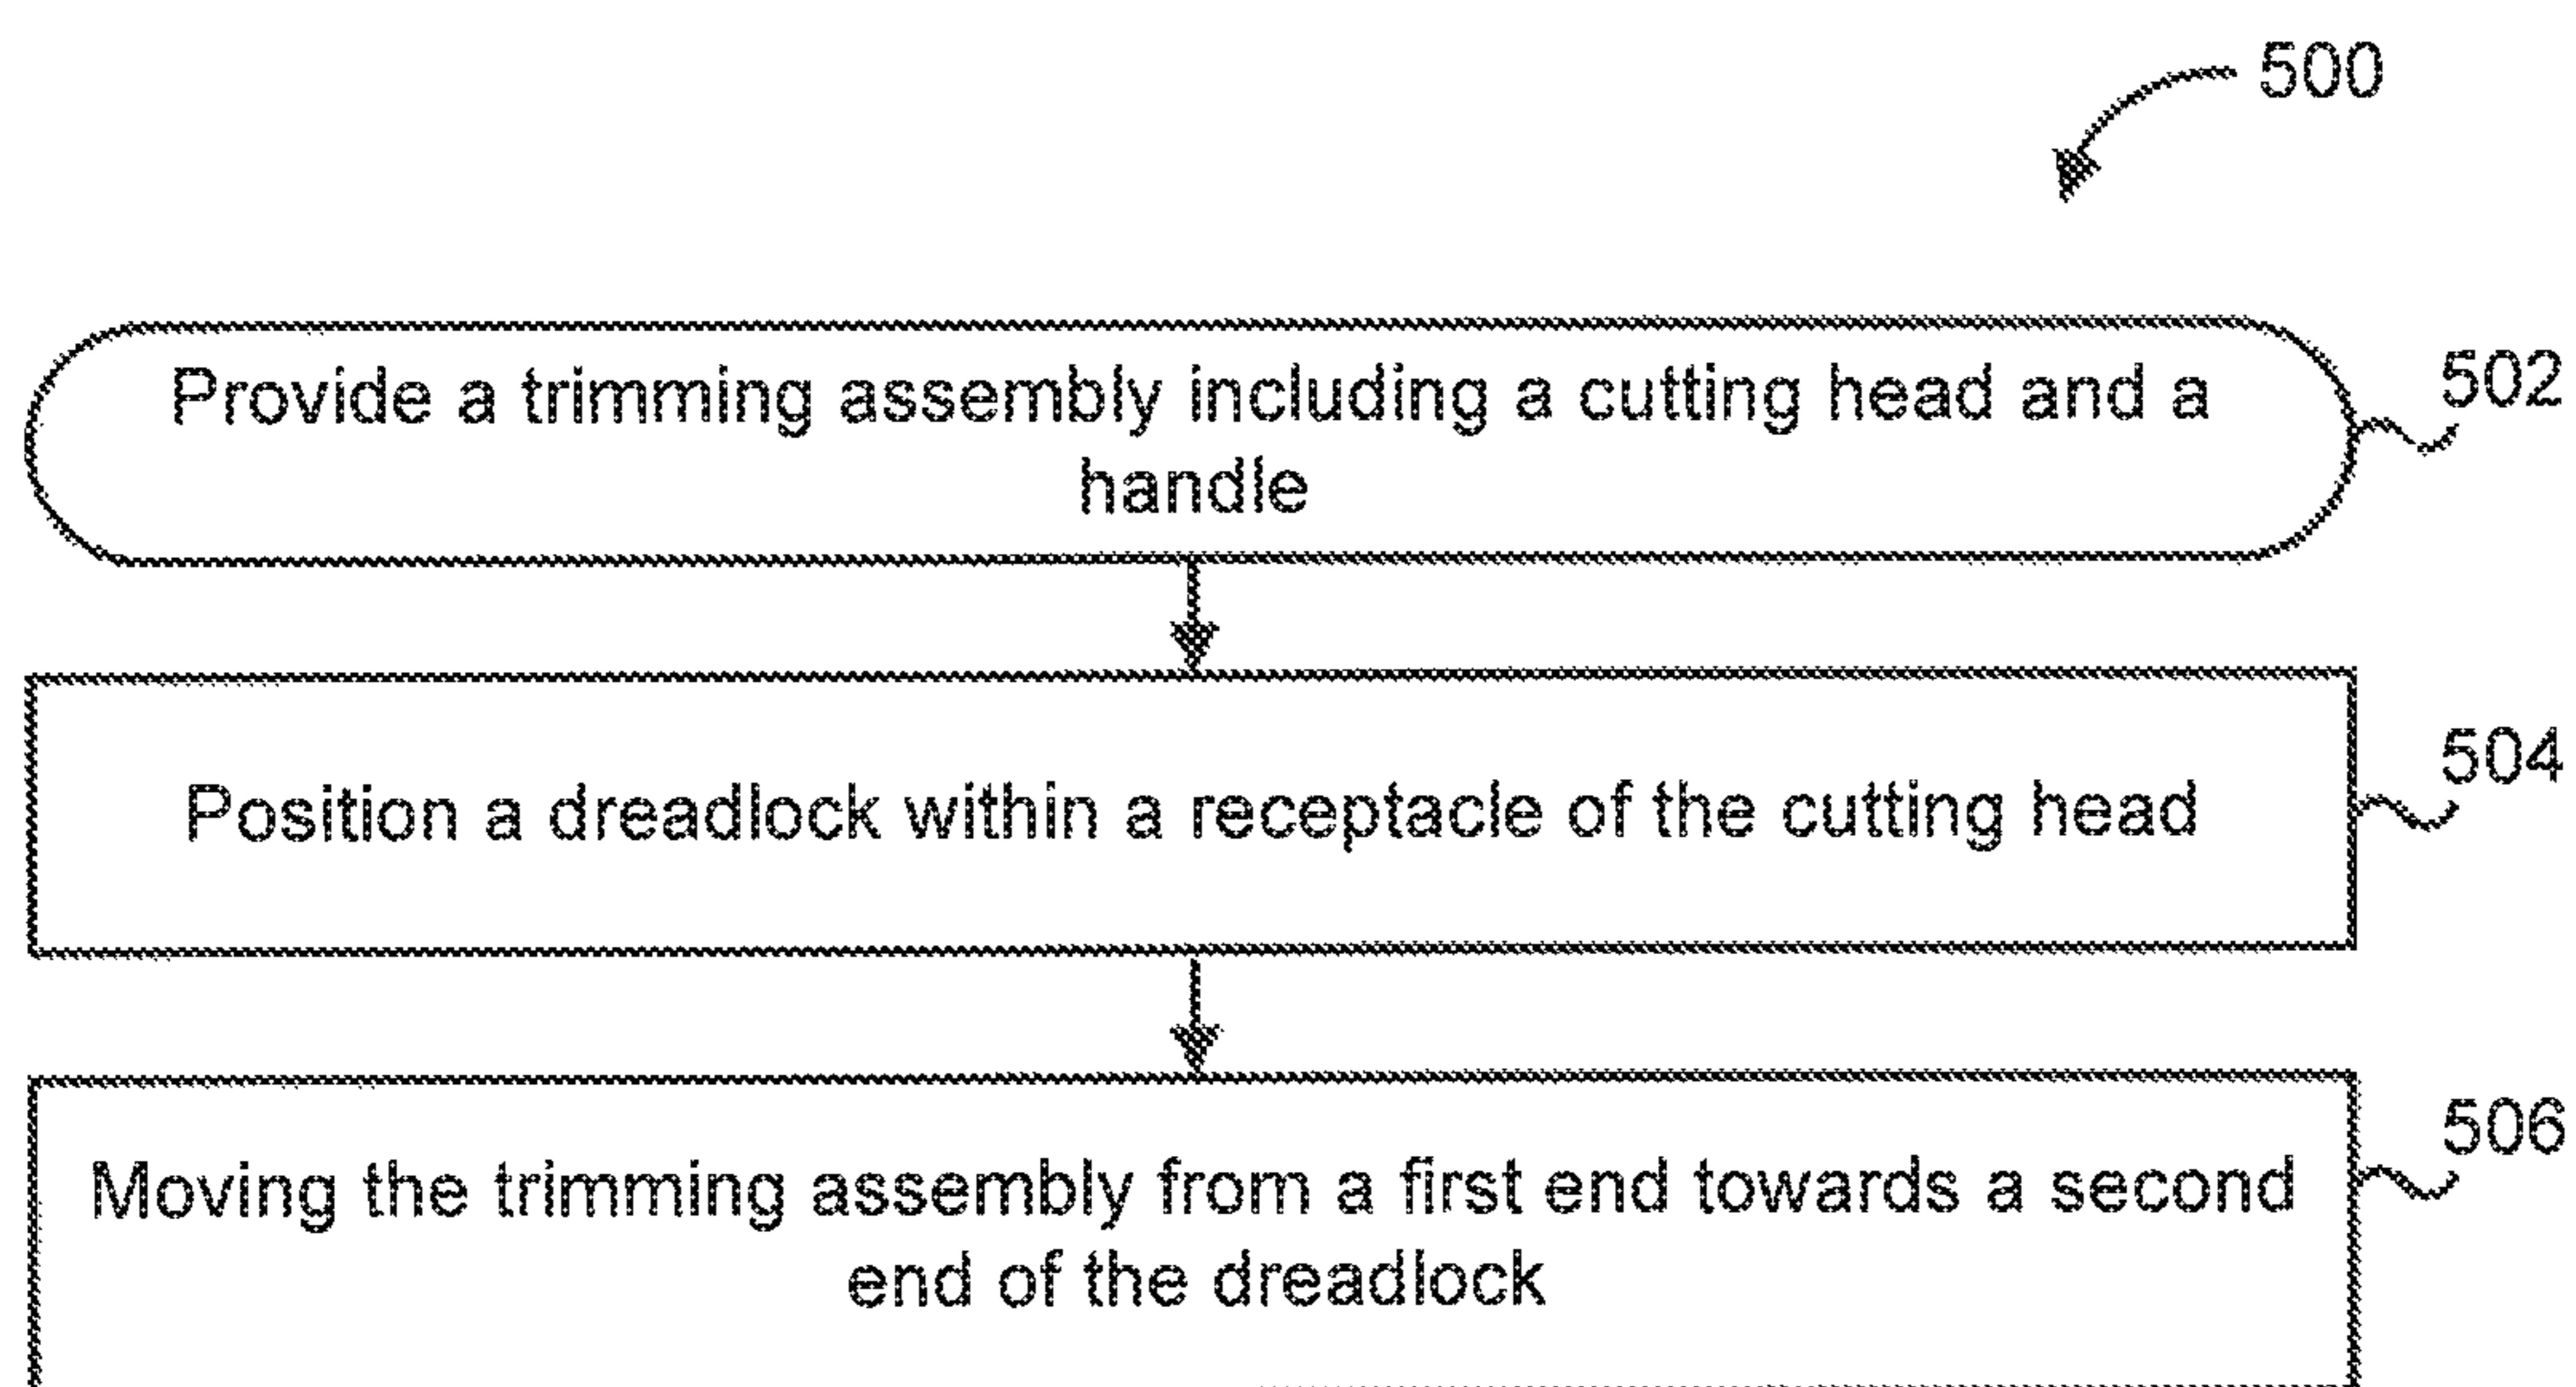 500
Provide a trimming assembly including a cutting head and a
handle
502
Position a dreadlock within a receptacle of the cutting head
504
Moving the trimming assembly from a first end towards a second
end of the dreadlock
506